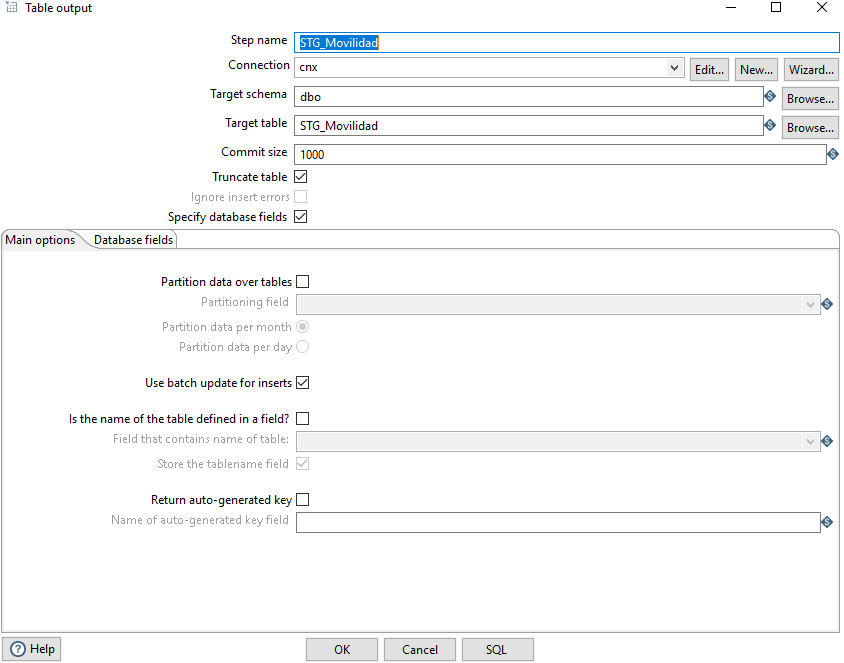 Table output
Step name STG_Movilidad
Connection cnx Edit... New... Wizard...
Target schema dbo Browse...
Target table STG_Movilidad Browse...
Commit size 1000
Truncate table
Ignore insert errors
Specify database fields
Main options Database fields
Partition data over tables
Partitioning field
Partition data per month
Partition data per day
Use batch update for inserts
Is the name of the table defined in a field?
Field that contains name of table:
Store the tablename field
Return auto-generated key
Name of auto-generated key field
Help OK Cancel SQL